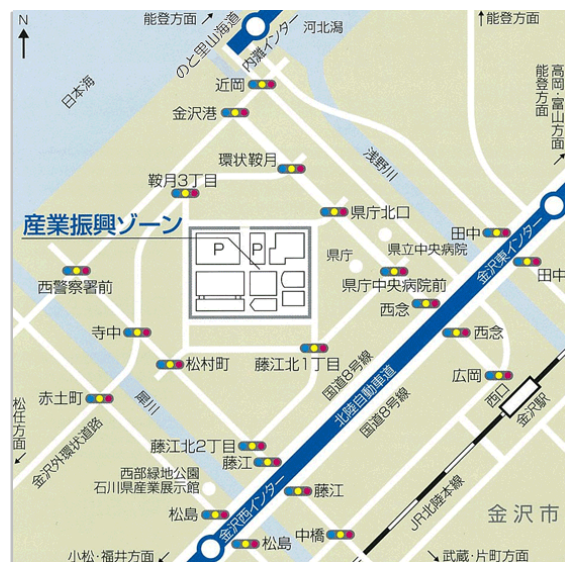 能登方面
のと里山海道
内灘インター
河北潟
能登方面
N
日本海
近岡
金沢港
高岡・富山方面
能登方面
環状鞍月
浅野川
鞍月3丁目
産業振興ゾーン
県庁北口
田中
P
P
県庁
県立中央病院
金沢東インター
田中
西警察署前
県庁中央病院前
西念
寺中
西念
松村町
藤江北1丁目
国道8号線
北陸自動車道
国道8号線
広岡
西口
金沢駅
赤土町
犀川
松任方面
金沢外環状道路
藤江北2丁目
藤江
西部緑地公園
石川県産業展示館
金沢西インター
藤江
JR北陸本線
松島
金沢市
中橋
松島
小松・福井方面
武蔵・片町方面